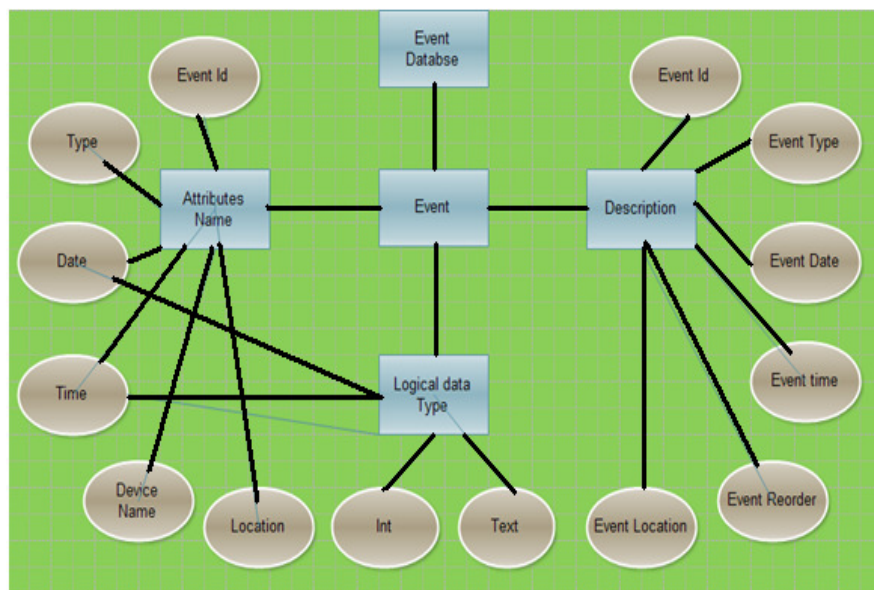 Event
Databse
Event Id
Event Id
Type
Event Type
Attributes
Name
Event
Description
Date
Event Date
Time
Logical data
Type
Event time
Device
Name
Location
Int
Text
Event Location
Event Reorder